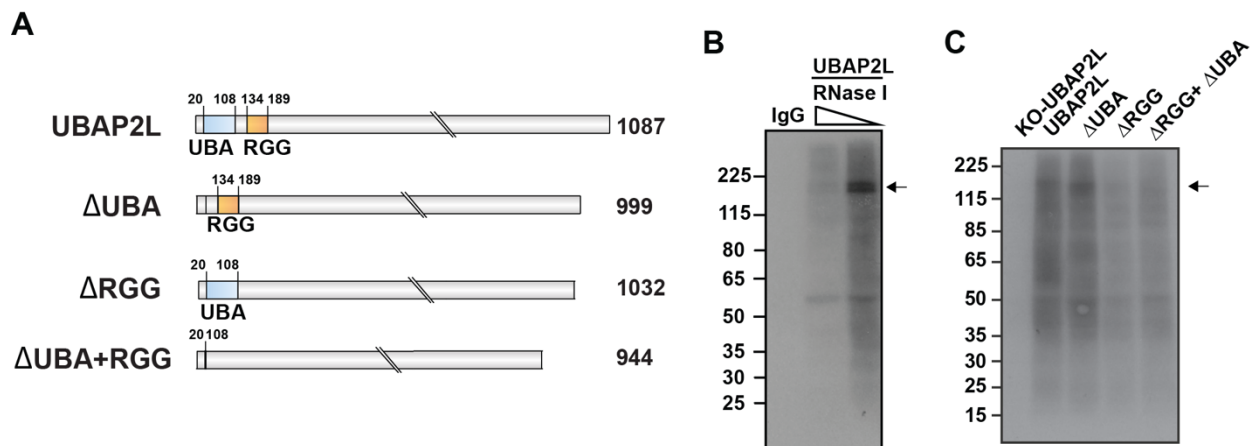 A
20 108 134 189
UBAP2L
1087
UBA RGG
134 189
ΔUBA
999
RGG
20 108
ΔRGG
1032
UBA
20 108
ΔUBA+RGG
944
B
UBAP2L
RNase I
IgG
225
115
80
65
50
35
30
25
C
KO-UBAP2L
UBAP2L
ΔUBA
ΔRGG
ΔRGG+ ΔUBA
225
115
85
65
50
35
30
25
15